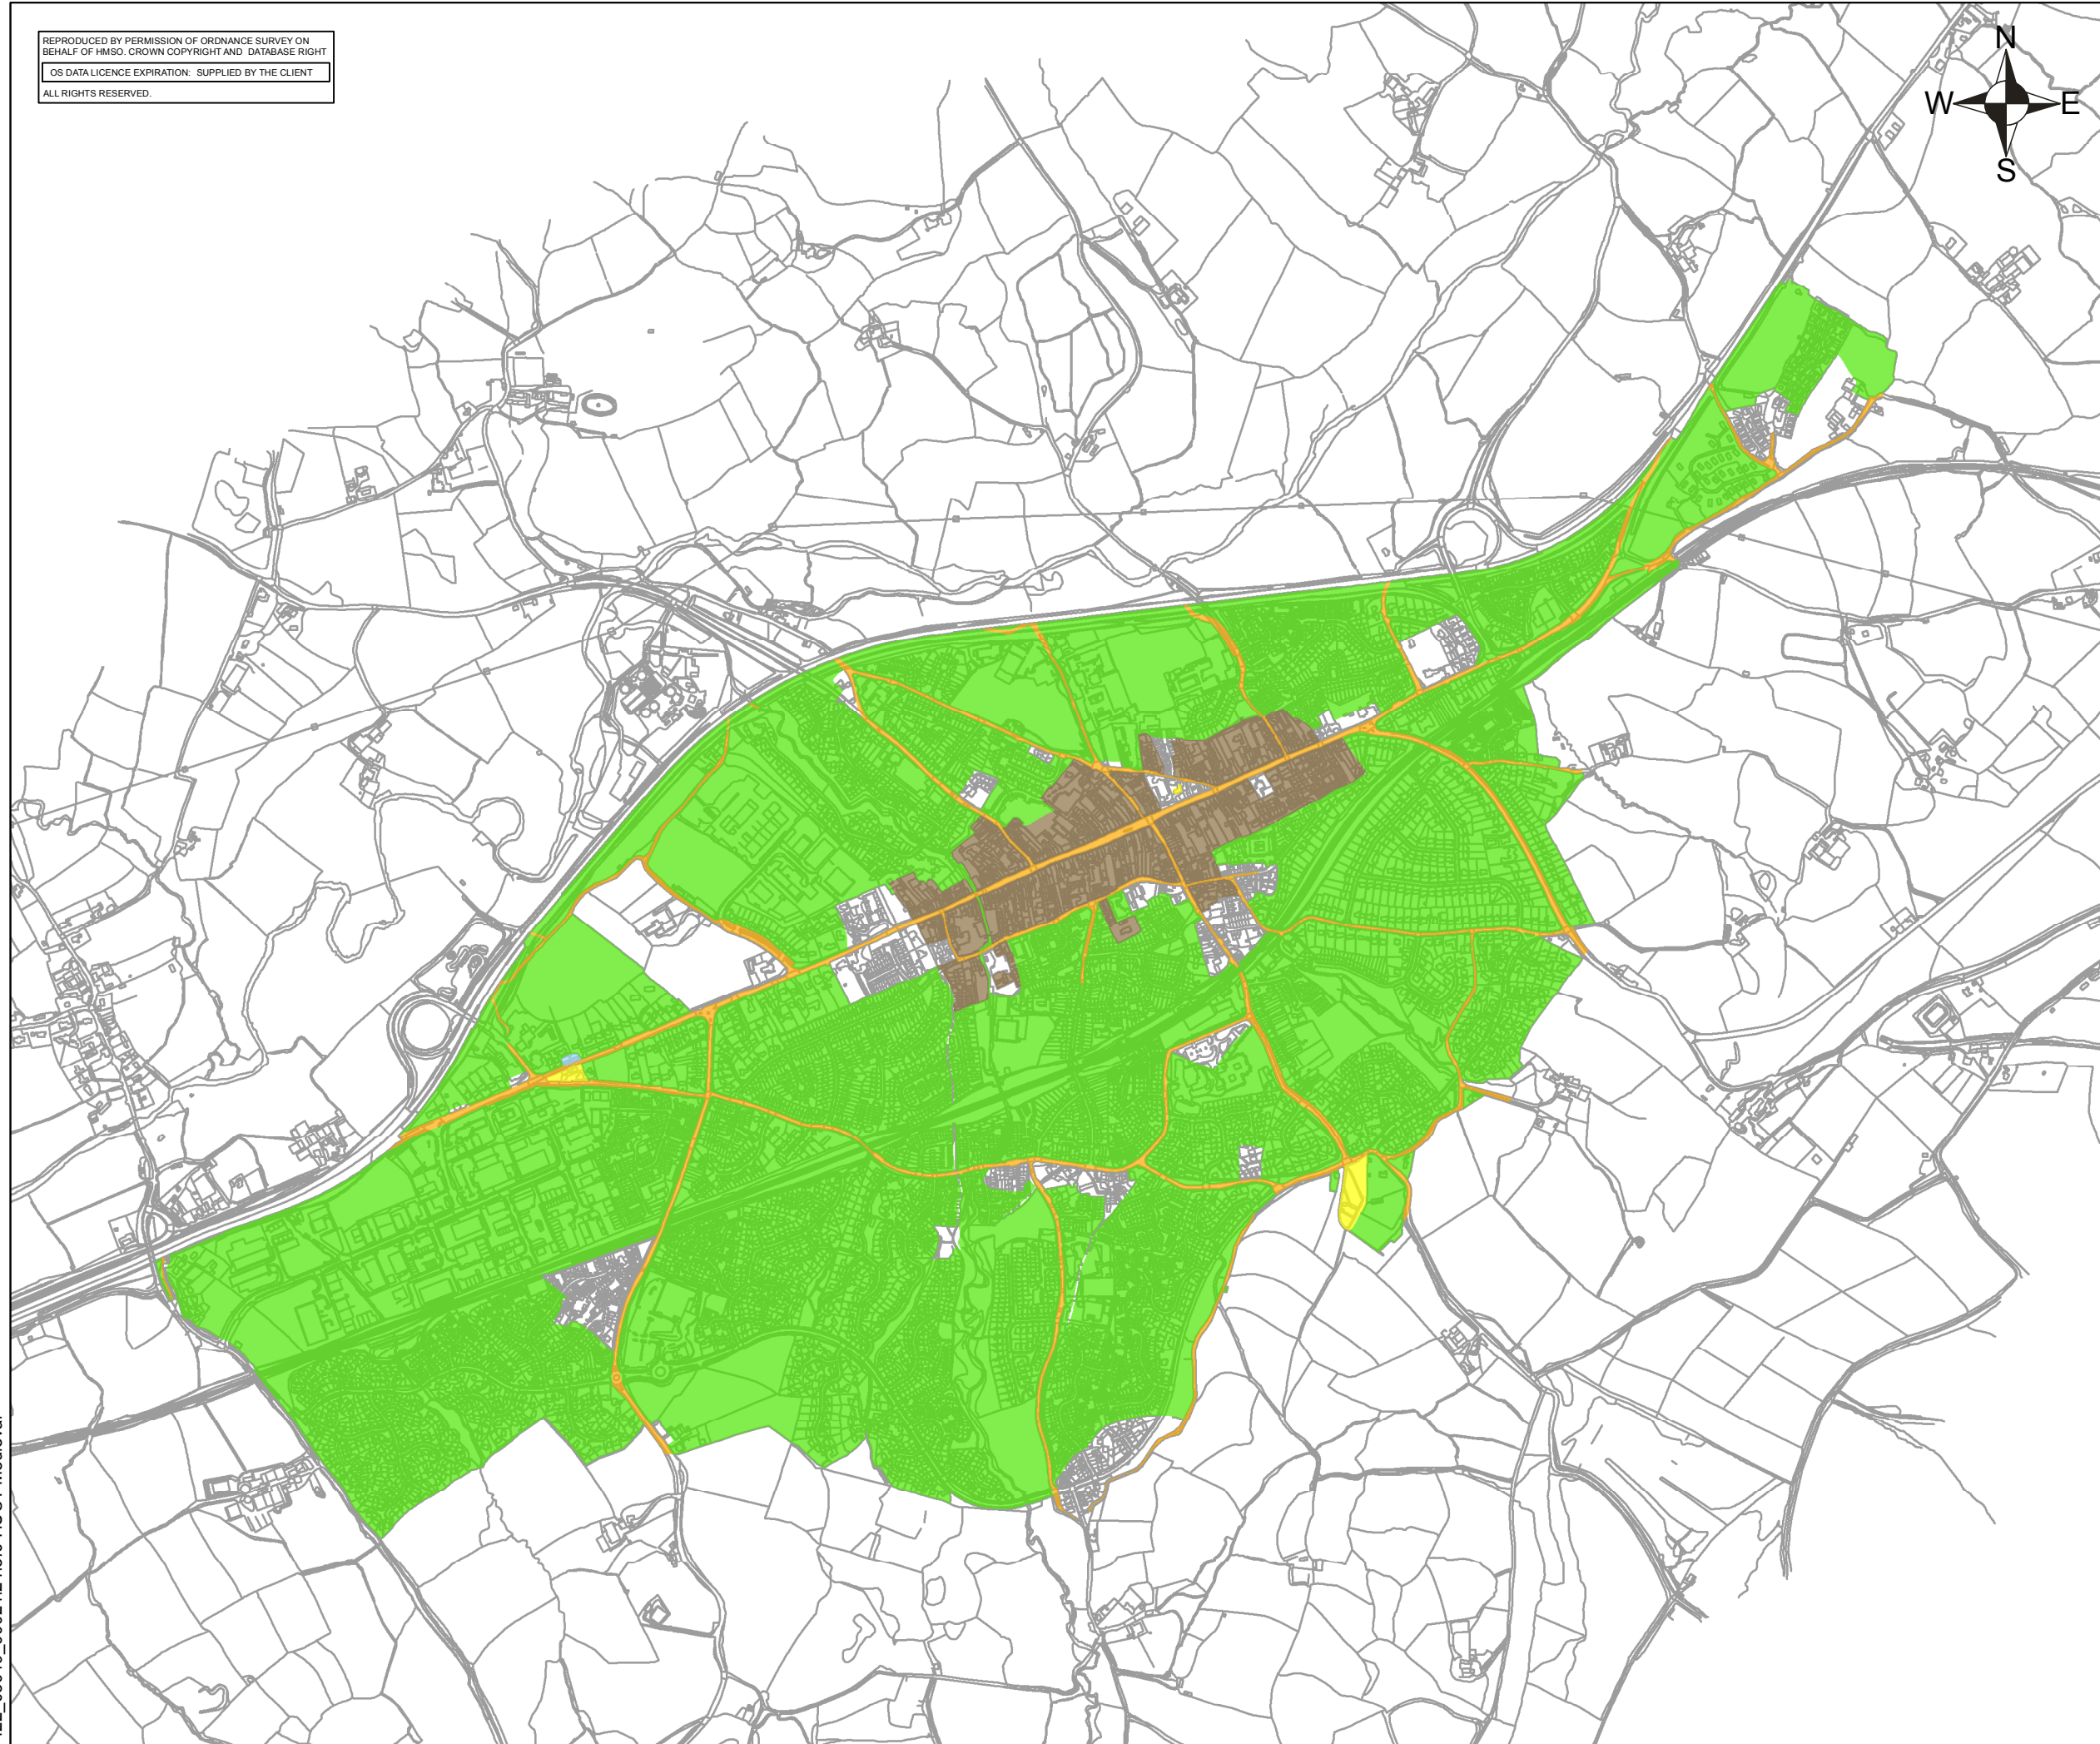 REPRODUCED BY PERMISSION OF ORDNANCE SURVEY ON
BEHALF OF HMSO. CROWN COPYRIGHT AND DATABASE RIGHT
OS DATA LICENCE EXPIRATION: SUPPLIED BY THE CLIENT
ALL RIGHTS RESERVED.
N
W
E
S